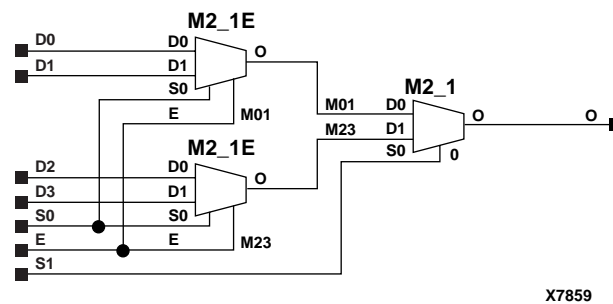 M2_1E
D0 D0
O
D1 D1
M2_1
S0
M01 D0
O O
E M01
M23 D1
M2_1E
S0 0
D2 D0
O
D3 D1
S0 S0
E E M23
S1
X7859